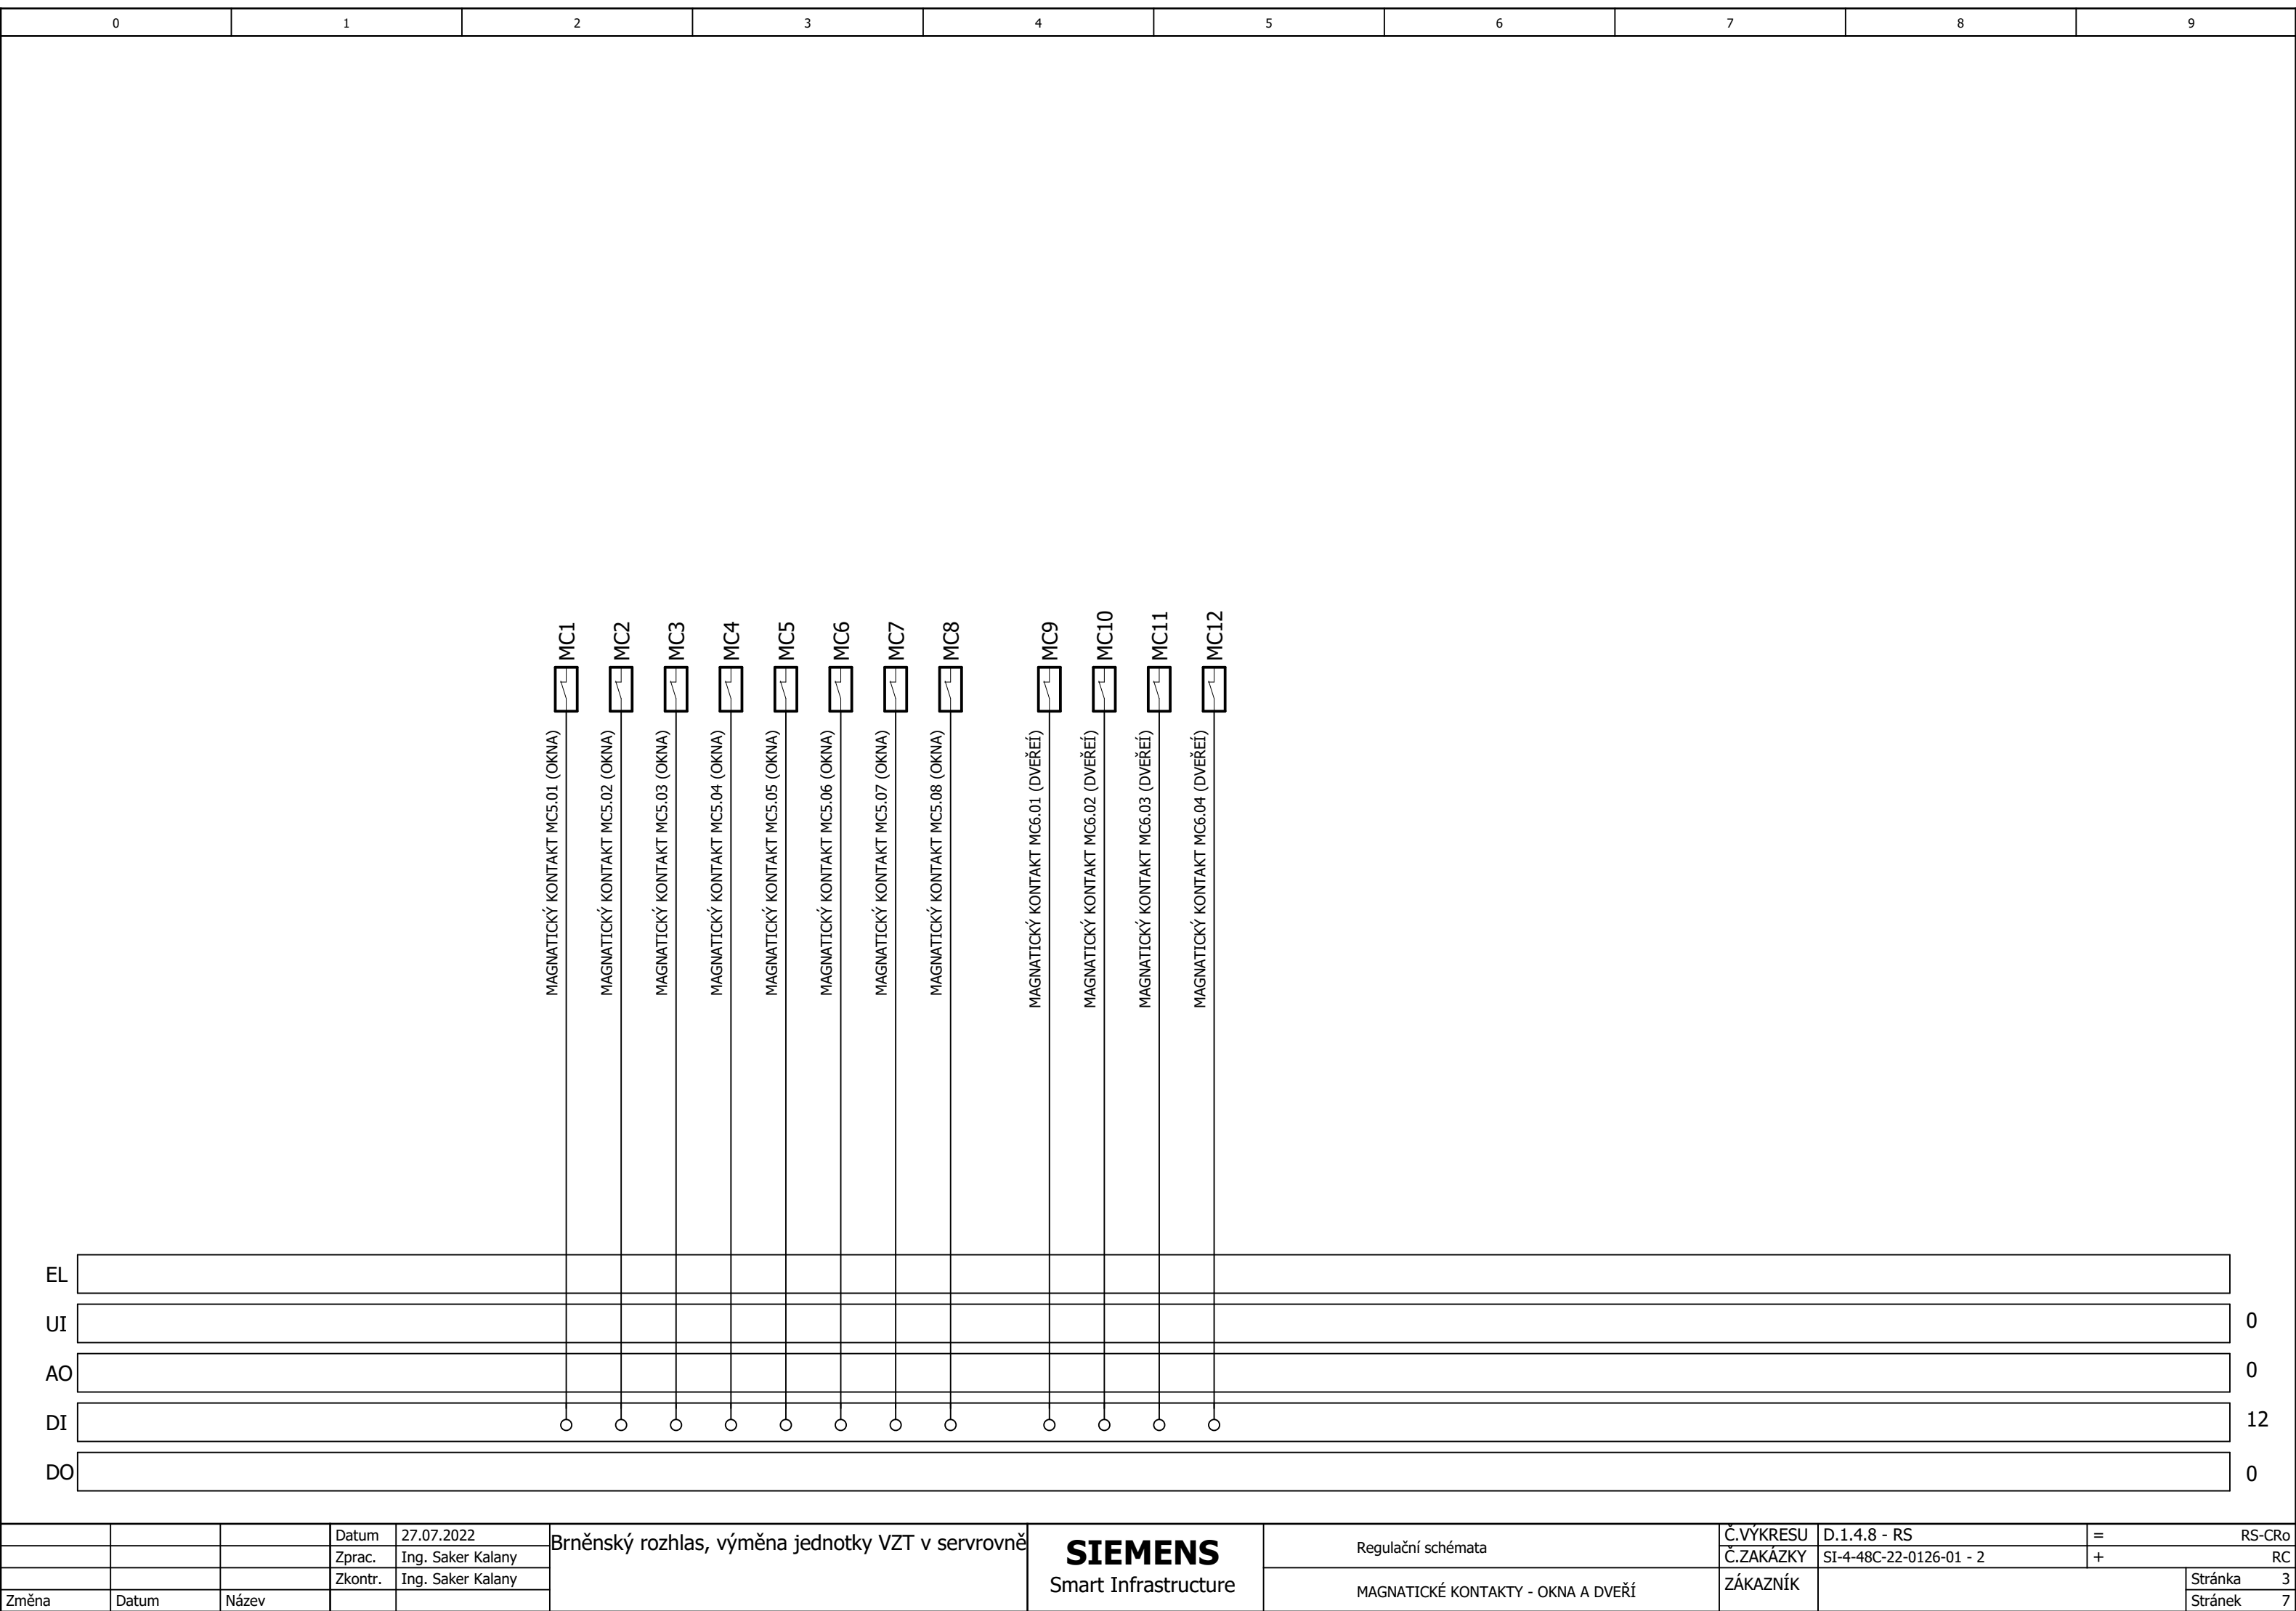 0 1 2 3 4 5 6 7 8 9
MC1
MC2
MC3
MC4
MC5
MC6
MC7
MC8
MC9
MC10
MC11
MC12
MAGNATICKÝ KONTAKT MC5.01 (OKNA)
MAGNATICKÝ KONTAKT MC5.02 (OKNA)
MAGNATICKÝ KONTAKT MC5.03 (OKNA)
MAGNATICKÝ KONTAKT MC5.04 (OKNA)
MAGNATICKÝ KONTAKT MC5.05 (OKNA)
MAGNATICKÝ KONTAKT MC5.06 (OKNA)
MAGNATICKÝ KONTAKT MC5.07 (OKNA)
MAGNATICKÝ KONTAKT MC5.08 (OKNA)
MAGNATICKÝ KONTAKT MC6.01 (DVEŘEÍ)
MAGNATICKÝ KONTAKT MC6.02 (DVEŘEÍ)
MAGNATICKÝ KONTAKT MC6.03 (DVEŘEÍ)
MAGNATICKÝ KONTAKT MC6.04 (DVEŘEÍ)
EL
UI 0
AO 0
DI 12
DO 0
Datum 27.07.2022
Zprac. Ing. Saker Kalany
Zkontr. Ing. Saker Kalany
Změna Datum Název
Brněnský rozhlas, výměna jednotky VZT v servrovně
SIEMENS
Smart Infrastructure
Regulační schémata
MAGNATICKÉ KONTAKTY - OKNA A DVEŘÍ
Č.VÝKRESU D.1.4.8 - RS = RS-CRo
Č.ZAKÁZKY SI-4-48C-22-0126-01 - 2 + RC
ZÁKAZNÍK
Stránka 3
Stránek 7